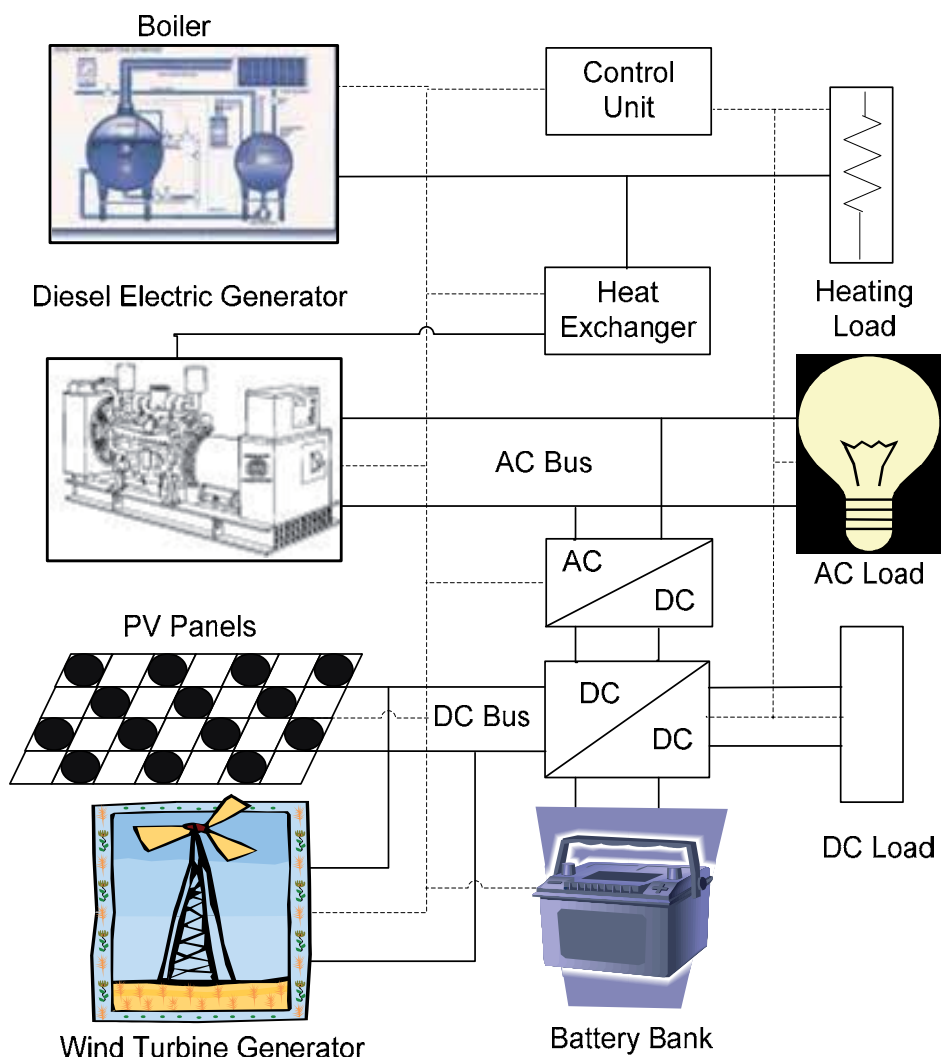 Boiler
Control
Unit
Diesel Electric Generator
Heat
Exchanger
Heating
Load
AC Bus
AC
DC
AC Load
PV Panels
DC Bus
DC
DC
DC Load
Battery Bank
Wind Turbine Generator